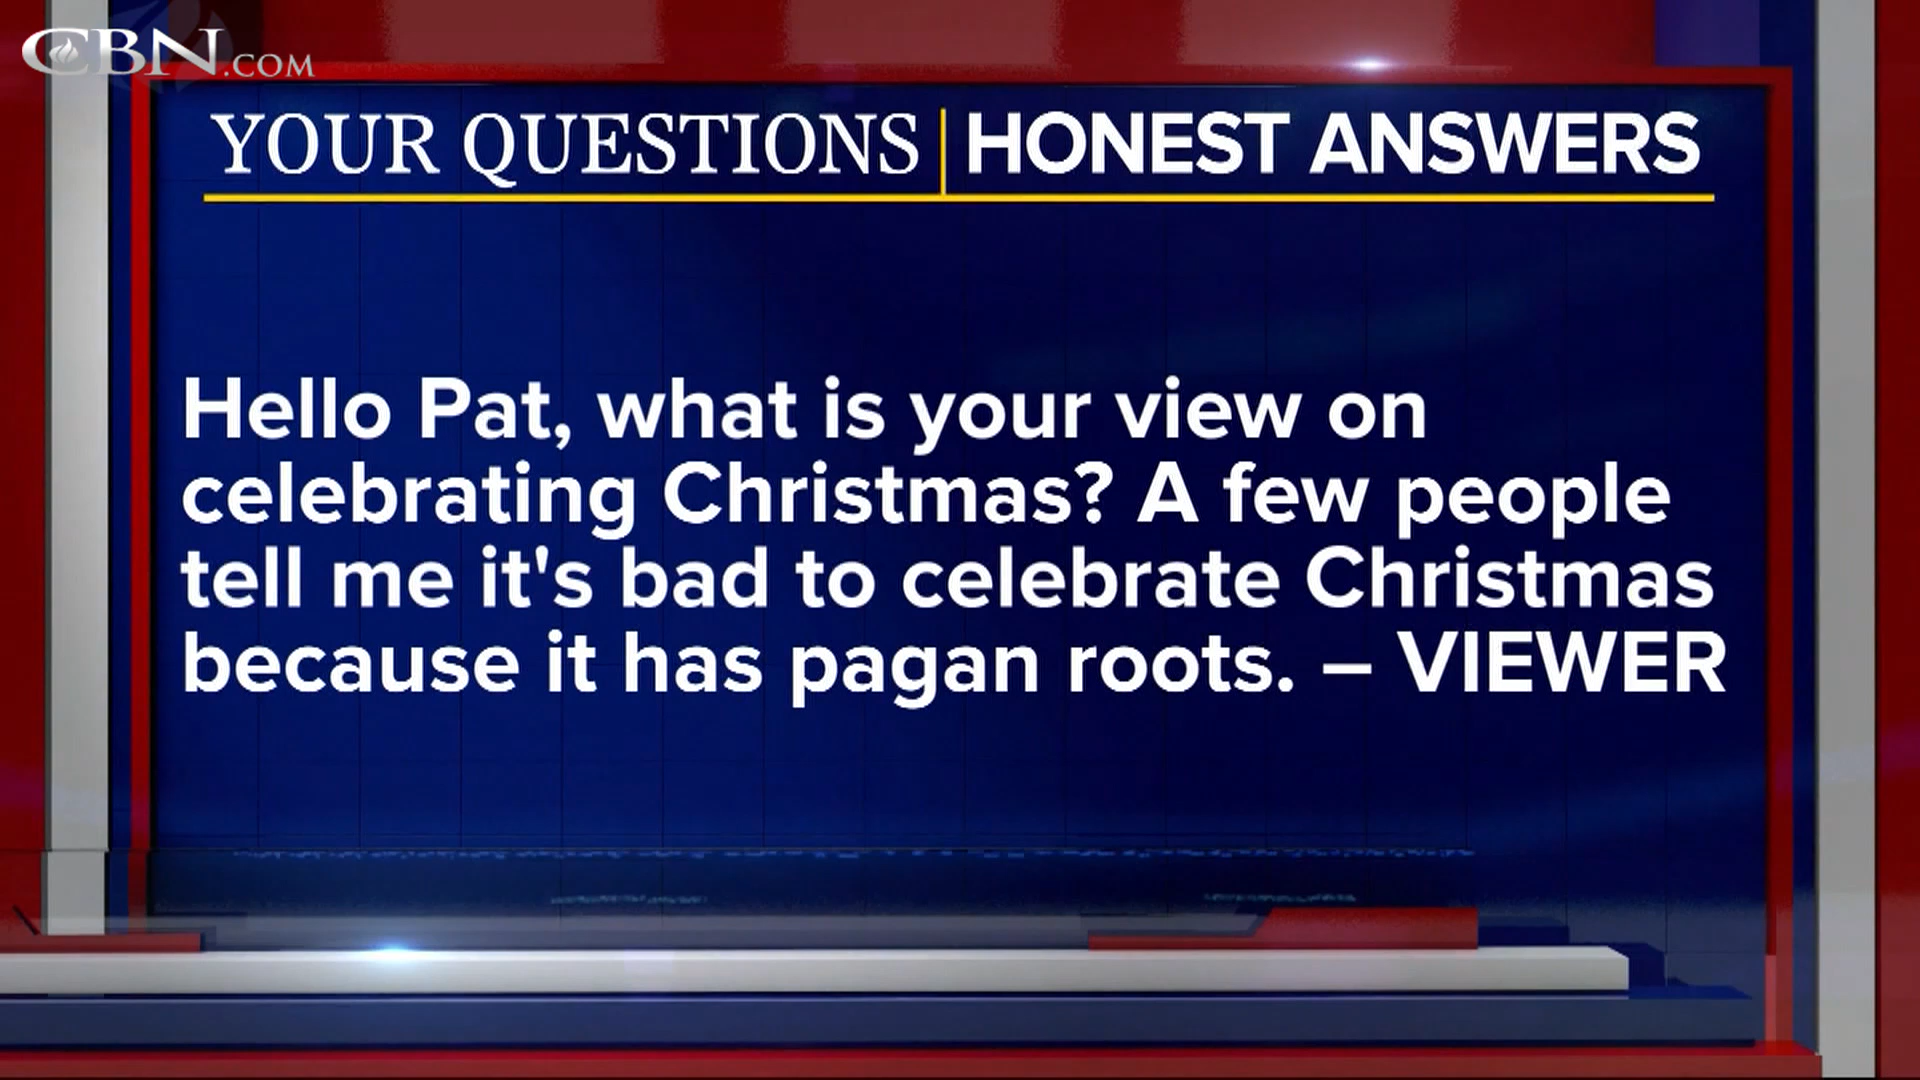 CBN.COM
YOUR QUESTIONS | HONEST ANSWERS
Hello Pat, what is your view on
celebrating Christmas? A few people
tell me it's bad to celebrate Christmas
because it has pagan roots. – VIEWER